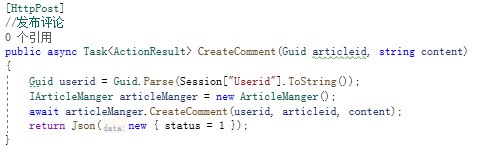 [HttpPost]
//发布评论
0 个引用
public async Task<ActionResult> CreateComment(Guid articleid, string content)
{
Guid userid = Guid.Parse(Session["Userid"].ToString());
IArticleManger articleManger = new ArticleManger();
await articleManger.CreateComment(userid, articleid, content);
return Json(data:new { status = 1 });
}